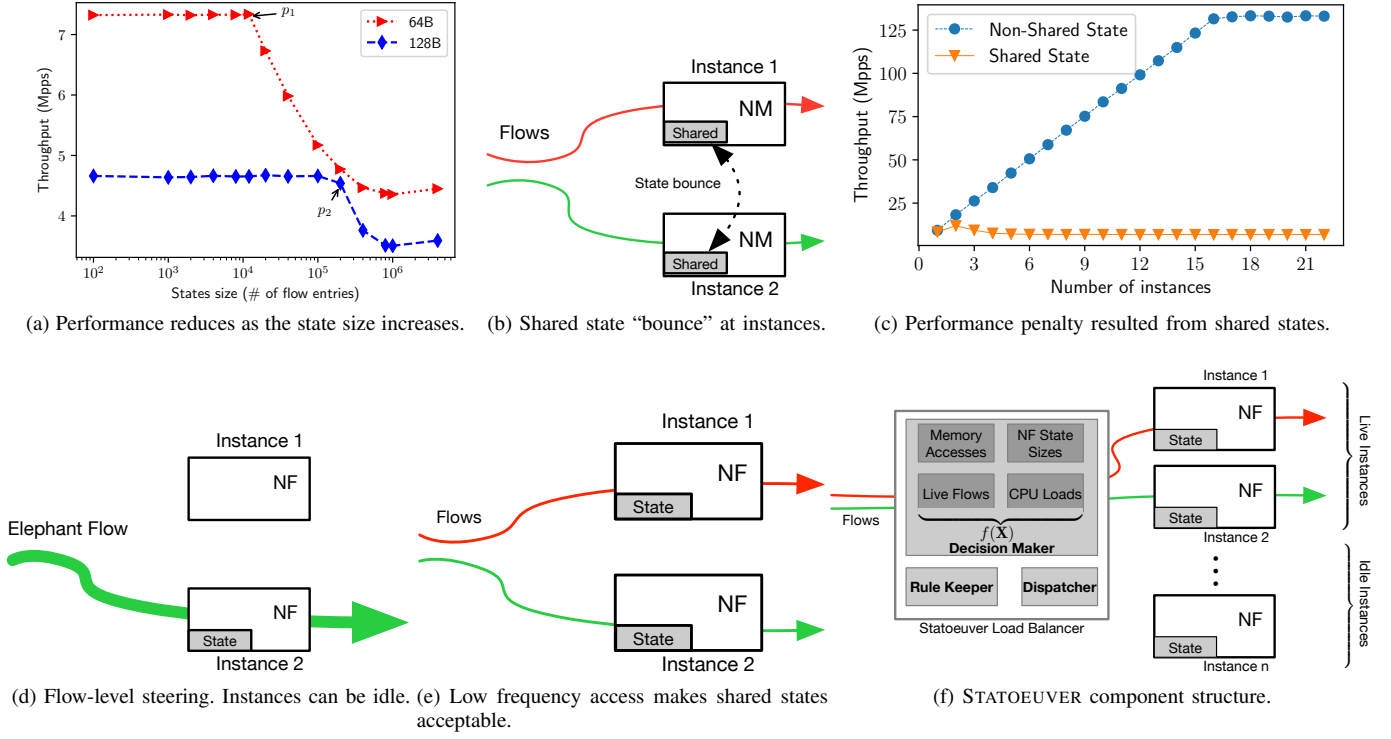 7
6
5
4
Throughput (Mpps)
p1
p2
64B
128B
10^2
10^3
10^4
10^5
10^6
States size (# of flow entries)
(a) Performance reduces as the state size increases.
Instance 1
NM
Shared
Flows
State bounce
NM
Shared
Instance 2
(b) Shared state “bounce” at instances.
125
100
75
50
25
Throughput (Mpps)
Non-Shared State
Shared State
0 3 6 9 12 15 18 21
Number of instances
(c) Performance penalty resulted from shared states.
Instance 1
NF
Elephant Flow
NF
State
Instance 2
(d) Flow-level steering. Instances can be idle.
Instance 1
NF
State
Flows
NF
State
Instance 2
(e) Low frequency access makes shared states
acceptable.
Flows
Memory
Accesses
NF State
Sizes
Live Flows
CPU Loads
f(X)
Decision Maker
Rule Keeper
Dispatcher
Statoeuver Load Balancer
Instance 1
NF
State
NF
State
Instance 2
NF
State
Instance n
Live Instances
Idle Instances
(f) STATOEUVER component structure.